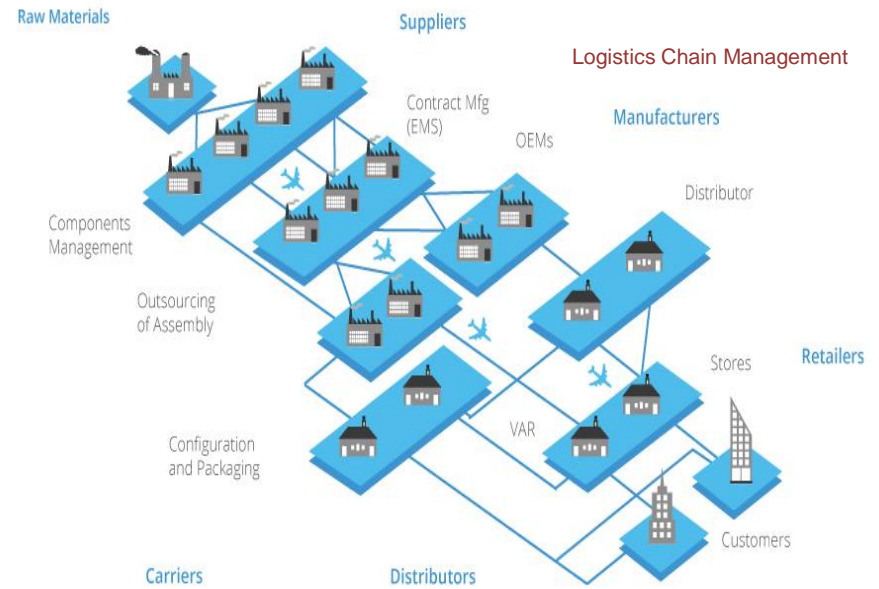 Raw Materials
Suppliers
Logistics Chain Management
Contract Mfg
(EMS)
Manufacturers
OEMs
Distributor
Components
Management
Outsourcing
of Assembly
Stores
Retailers
VAR
Configuration
and Packaging
Customers
Carriers
Distributors